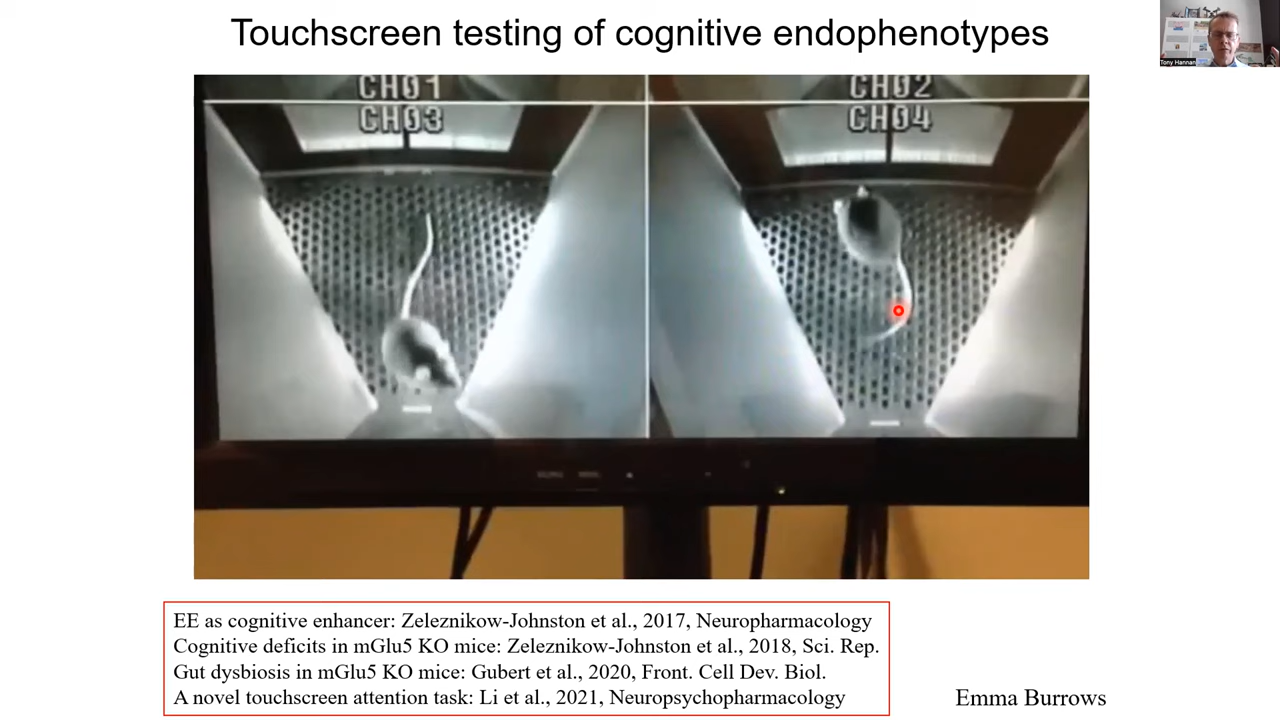 Touchscreen testing of cognitive endophenotypes
Tony Hannan
CH01
CH02
CH03
CH04
EE as cognitive enhancer: Zeleznikow-Johnston et al., 2017, Neuropharmacology
Cognitive deficits in mGlu5 KO mice: Zeleznikow-Johnston et al., 2018, Sci. Rep.
Gut dysbiosis in mGlu5 KO mice: Gubert et al., 2020, Front. Cell Dev. Biol.
A novel touchscreen attention task: Li et al., 2021, Neuropsychopharmacology
Emma Burrows